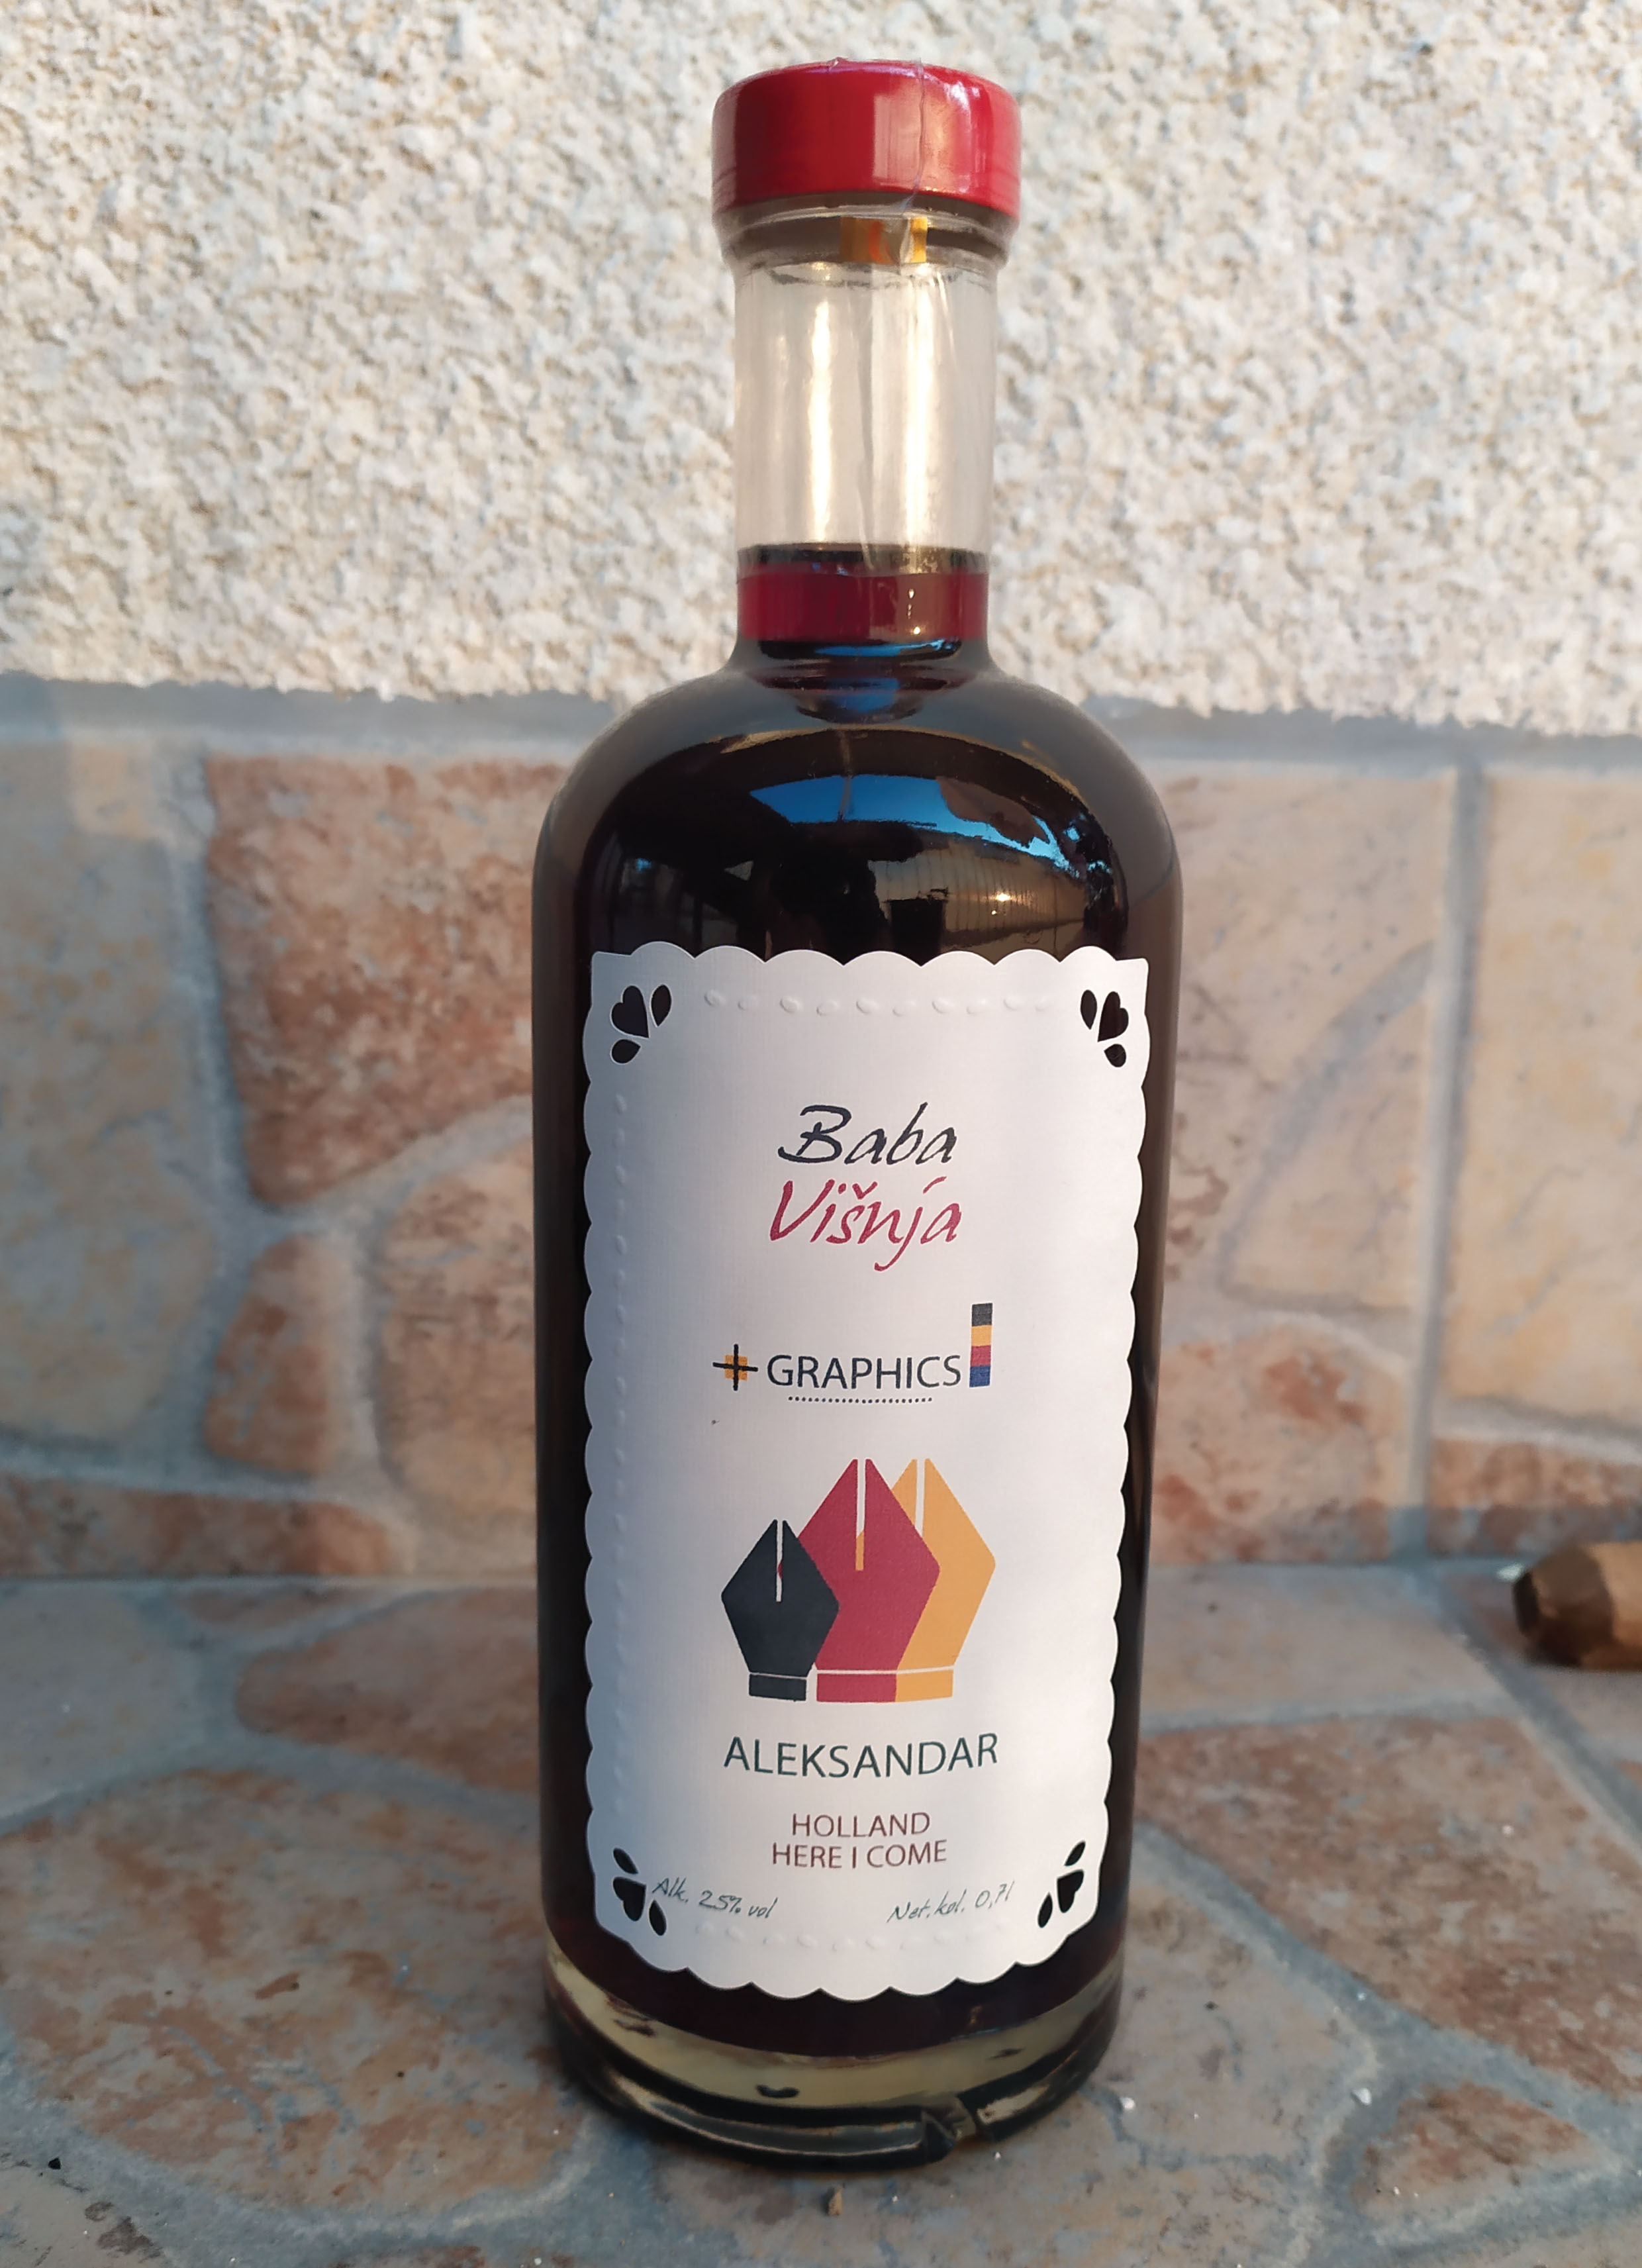 Baba
Višnja
GRAPHICS
ALEKSANDAR
HOLLAND
HERE I COME
Alk. 25% vol
Net.kol. 0,7l